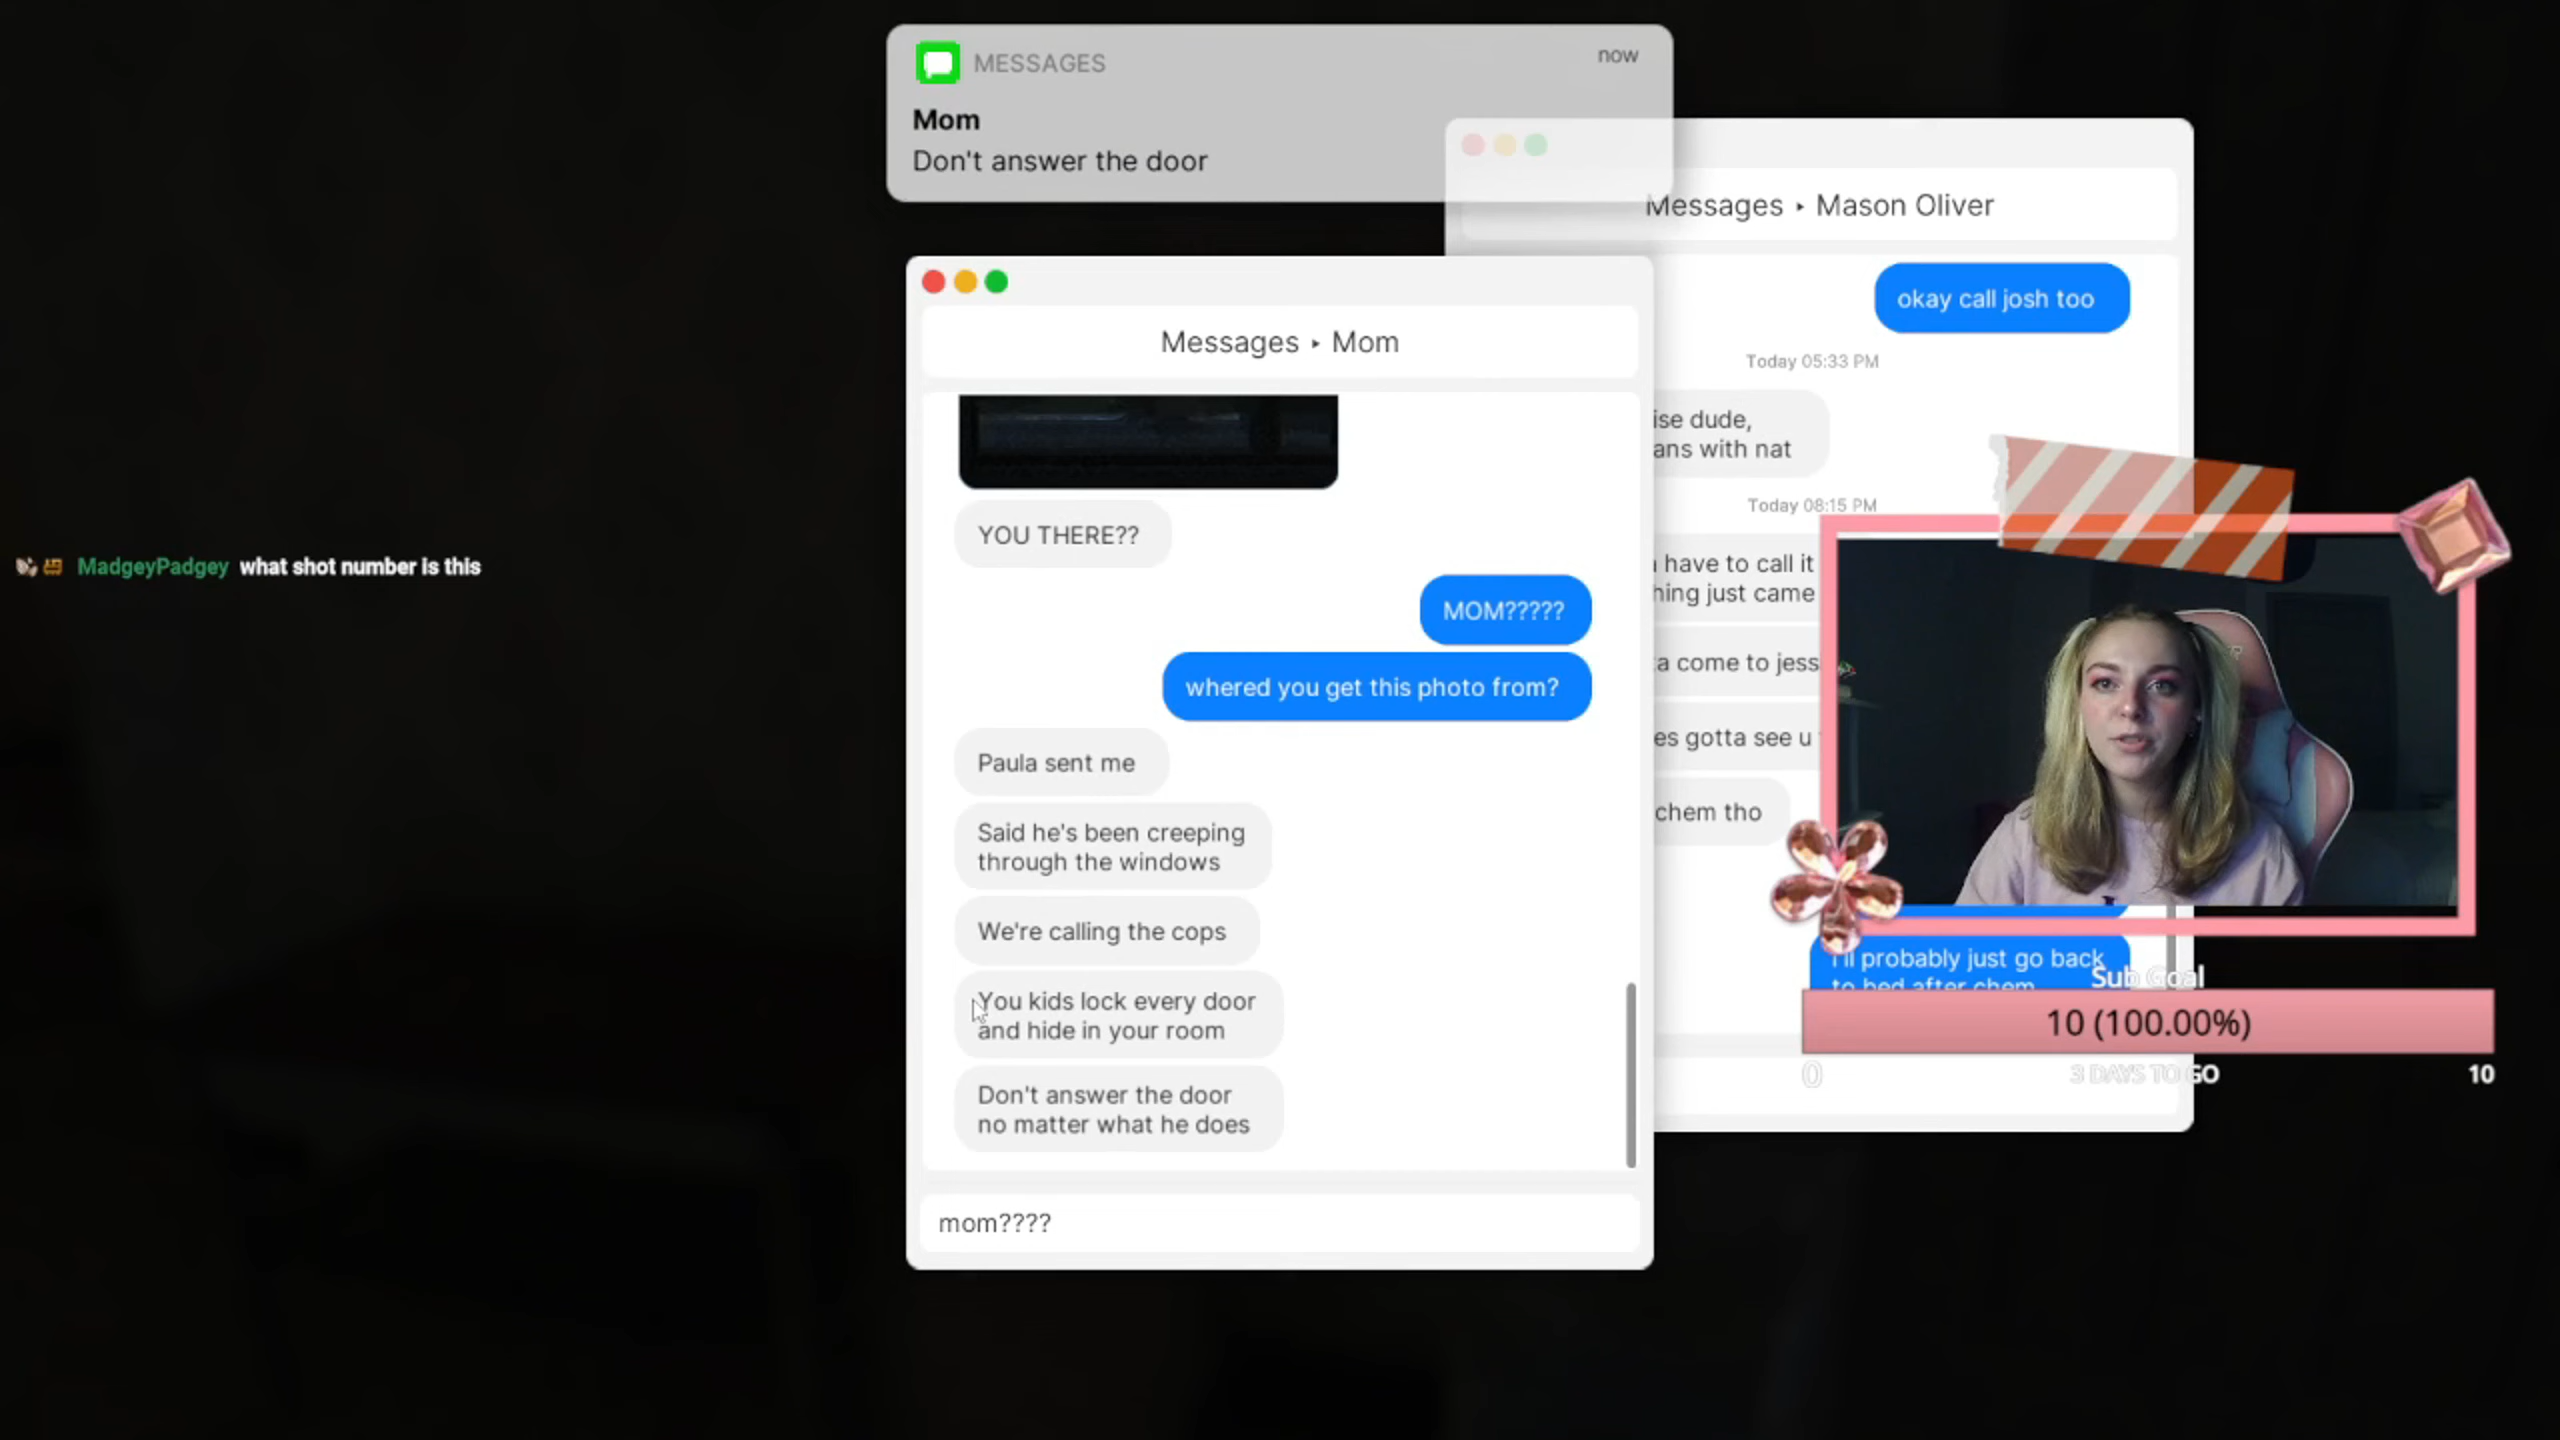 MESSAGES
now
Mom
Don't answer the door
Messages ‣ Mason Oliver
okay call josh too
Today 05:33 PM
ise dude,
ans with nat
Today 08:15 PM
have to call it
hing just came
a come to jess
es gotta see u
chem tho
I'll probably just go back
to bed after chem
Messages ‣ Mom
YOU THERE??
MOM?????
whered you get this photo from?
Paula sent me
Said he's been creeping
through the windows
We're calling the cops
You kids lock every door
and hide in your room
Don't answer the door
no matter what he does
mom????
MadgeyPadgey what shot number is this
Sub Goal
10 (100.00%)
0
3 DAYS TO GO
10